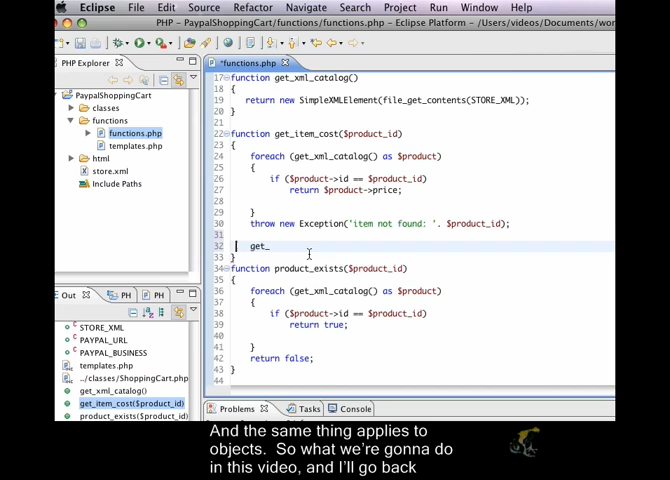 Eclipse File Edit Source Refactor Navigate Search Project Run Window Help
PHP - PaypalShoppingCart/functions/functions.php - Eclipse Platform - /Users/videos/Documents/wor
PHP Explorer
*functions.php
PaypalShoppingCart
classes
functions
functions.php
templates.php
html
store.xml
Include Paths
17 function get_xml_catalog()
18 {
19 return new SimpleXMLElement(file_get_contents(STORE_XML));
20 }
21
22 function get_item_cost($product_id)
23 {
24 foreach (get_xml_catalog() as $product)
25 {
26 if ($product->id == $product_id)
27 return $product->price;
28
29 }
30 throw new Exception('item not found: '. $product_id);
31
32 get_
33 }
34 function product_exists($product_id)
35 {
36 foreach (get_xml_catalog() as $product)
37 {
38 if ($product->id == $product_id)
39 return true;
40
41 }
42 return false;
43 }
44
Out PH PH
STORE_XML
PAYPAL_URL
PAYPAL_BUSINESS
templates.php
../classes/ShoppingCart.php
get_xml_catalog()
get_item_cost($product_id)
product_exists($product_id)
Problems Tasks Console
And the same thing applies to
objects. So what we're gonna do
in this video, and I'll go back